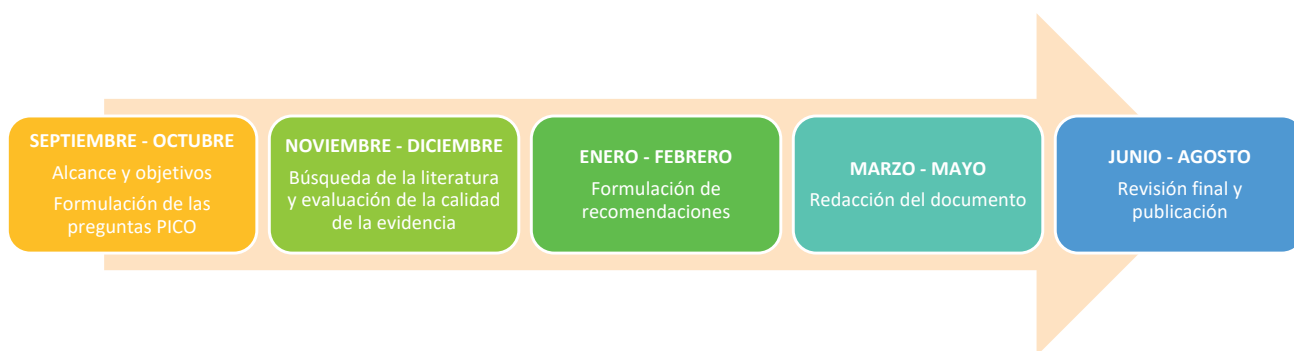 SEPTIEMBRE - OCTUBRE
Alcance y objetivos
Formulación de las
preguntas PICO
NOVIEMBRE - DICIEMBRE
Búsqueda de la literatura
y evaluación de la calidad
de la evidencia
ENERO - FEBRERO
Formulación de
recomendaciones
MARZO - MAYO
Redacción del documento
JUNIO - AGOSTO
Revisión final y
publicación